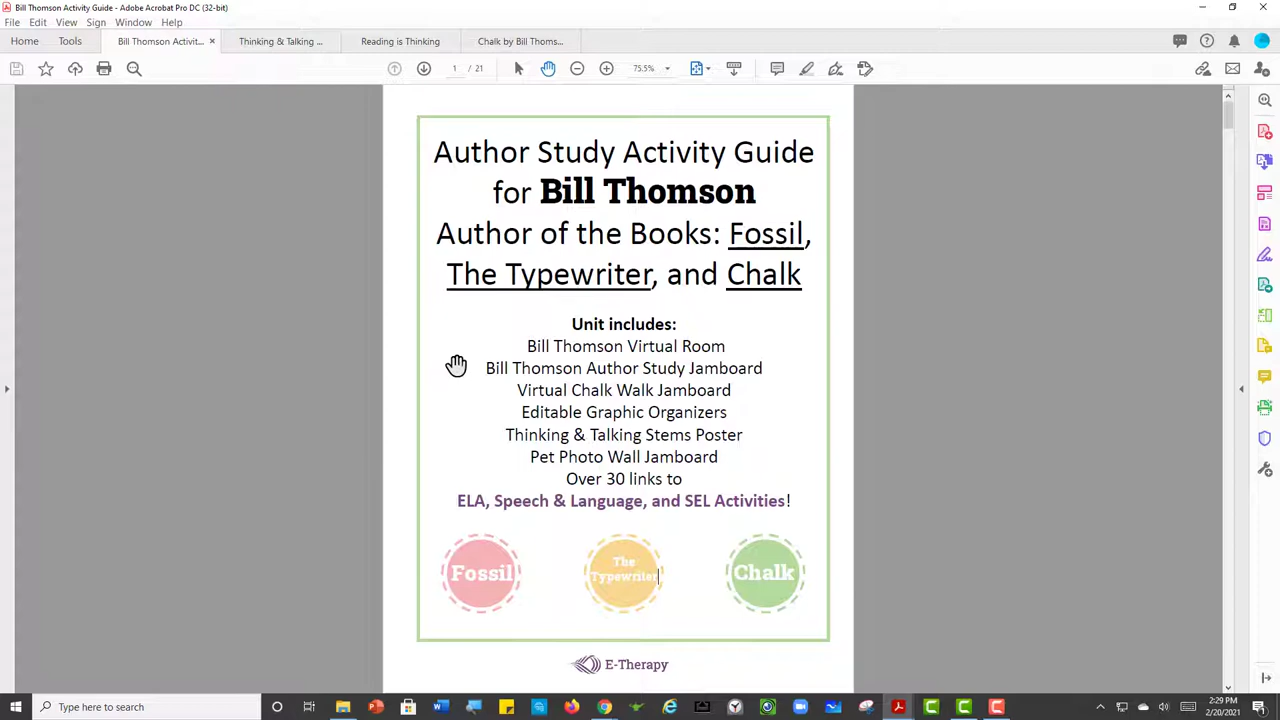 Bill Thomson Activity Guide - Adobe Acrobat Pro DC (32-bit)
File Edit View Sign Window Help
Home Tools Bill Thomson Activit... × Thinking & Talking ... Reading is Thinking Chalk by Bill Thoms...
1 / 21 75.5%
Author Study Activity Guide
for Bill Thomson
Author of the Books: Fossil,
The Typewriter, and Chalk
Unit includes:
Bill Thomson Virtual Room
Bill Thomson Author Study Jamboard
Virtual Chalk Walk Jamboard
Editable Graphic Organizers
Thinking & Talking Stems Poster
Pet Photo Wall Jamboard
Over 30 links to
ELA, Speech & Language, and SEL Activities!
Fossil
The
Typewriter
Chalk
E-Therapy
Type here to search
2:29 PM
2/20/2021